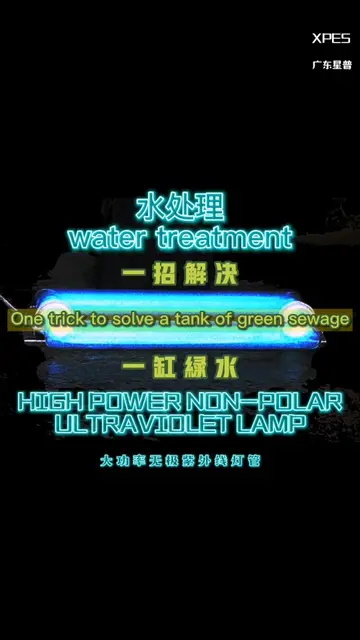 XPES
广东星普
水处理
water treatment
一招解决
One trick to solve a tank of green sewage
一缸緑水
HIGH POWER NON-POLAR
ULTRAVIOLET LAMP
大功率无极紫外线灯管